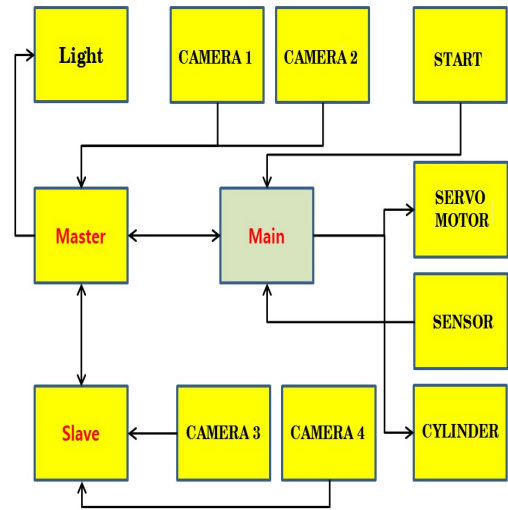 Light
CAMERA 1
CAMERA 2
START
Master
Main
SERVO
MOTOR
SENSOR
Slave
CAMERA 3
CAMERA 4
CYLINDER